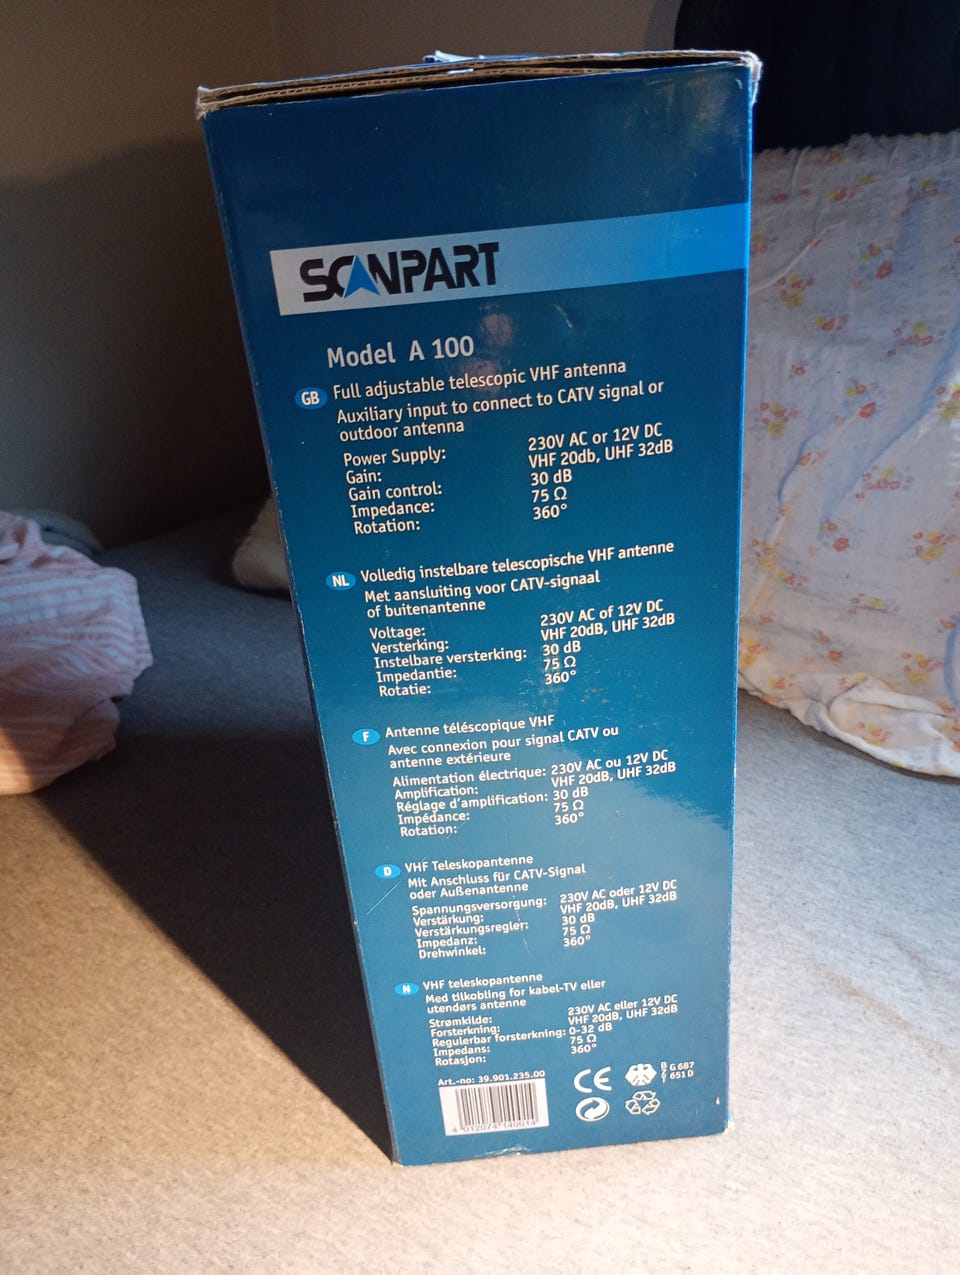 SCANPART
Model A 100
GB Full adjustable telescopic VHF antenna
Auxiliary input to connect to CATV signal or
outdoor antenna
Power Supply: 230V AC or 12V DC
Gain: VHF 20db, UHF 32dB
Gain control: 30 dB
Impedance: 75 Ω
Rotation: 360°
NL Volledig instelbare telescopische VHF antenne
Met aansluiting voor CATV-signaal
of buitenantenne
Voltage: 230V AC of 12V DC
Versterking: VHF 20dB, UHF 32dB
Instelbare versterking: 30 dB
Impedantie: 75 Ω
Rotatie: 360°
F Antenne téléscopique VHF
Avec connexion pour signal CATV ou
antenne extérieure
Alimentation électrique: 230V AC ou 12V DC
Amplification: VHF 20dB, UHF 32dB
Réglage d'amplification: 30 dB
Impédance: 75 Ω
Rotation: 360°
D VHF Teleskopantenne
Mit Anschluss für CATV-Signal
oder Außenantenne
Spannungsversorgung: 230V AC oder 12V DC
Verstärkung: VHF 20dB, UHF 32dB
Verstärkungsregler: 30 dB
Impedanz: 75 Ω
Drehwinkel: 360°
N VHF teleskopantenne
Med tilkobling for kabel-TV eller
utendørs antenne
Strømkilde: 230V AC eller 12V DC
Forsterkning: VHF 20dB, UHF 32dB
Regulerbar forsterkning: 0-32 dB
Impedans: 75 Ω
Rotasjon: 360°
Art.-no: 39.901.235.00
4 012074 140014
CE
BZT
G 687
651 D